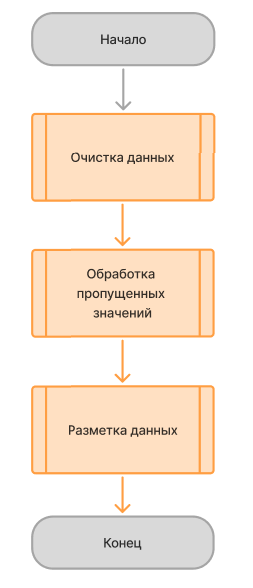 Начало
Очистка данных
Обработка
пропущенных
значений
Разметка данных
Конец